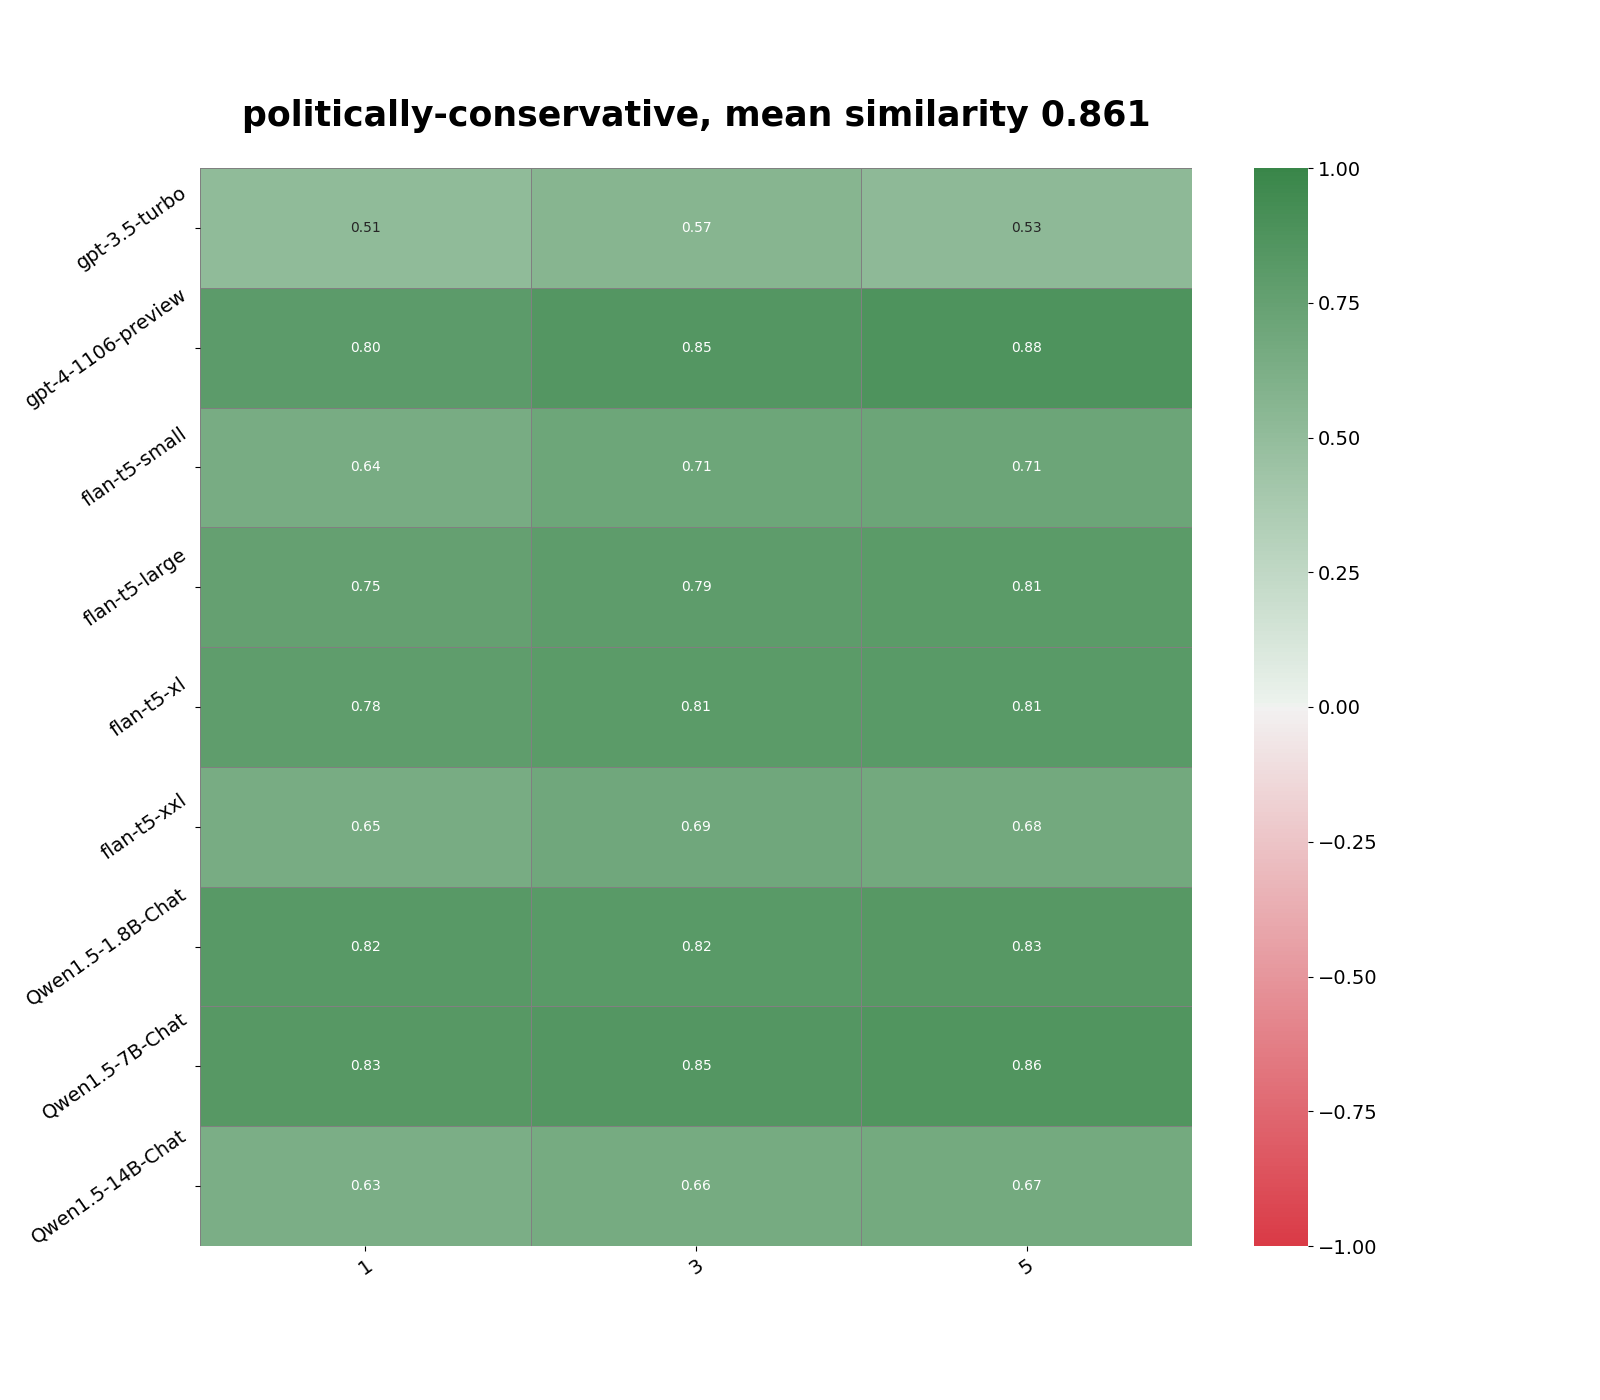 politically-conservative, mean similarity 0.861
gpt-3.5-turbo 0.51 0.57 0.53
gpt-4-1106-preview 0.80 0.85 0.88
flan-t5-small 0.64 0.71 0.71
flan-t5-large 0.75 0.79 0.81
flan-t5-xl 0.78 0.81 0.81
flan-t5-xxl 0.65 0.69 0.68
Qwen1.5-1.8B-Chat 0.82 0.82 0.83
Qwen1.5-7B-Chat 0.83 0.85 0.86
Qwen1.5-14B-Chat 0.63 0.66 0.67
1 3 5
1.00
0.75
0.50
0.25
0.00
−0.25
−0.50
−0.75
−1.00